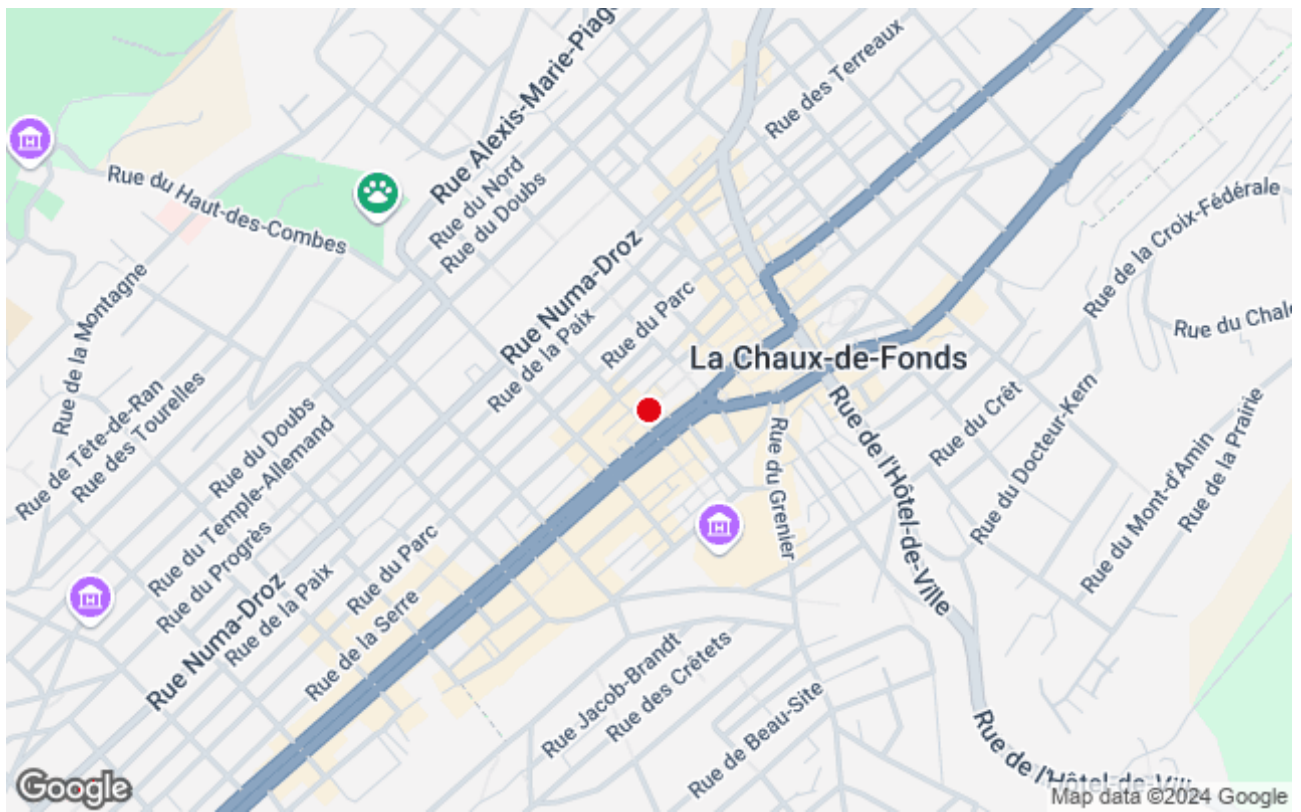 Rue Alexis-Marie-Piag
Rue des Terreaux
Rue du Haut-des-Combes
Rue du Nord
Rue du Doubs
Rue de la Croix-Fédérale
Rue Numa-Droz
Rue de la Montagne
Rue du Parc
Rue de la Paix
Rue du Chale
La Chaux-de-Fonds
Rue de Tête-de-Ran
Rue des Tourelles
Rue du Doubs
Rue du Temple-Allemand
Rue du Progrès
Rue du Crêt
Rue du Docteur-Kern
Rue de l'Hôtel-de-Ville
Rue du Grenier
Rue du Mont-d'Amin
Rue de la Prairie
Rue du Parc
Rue de la Paix
Rue Numa-Droz
Rue de la Serre
Rue Jacob-Brandt
Rue des Crêtets
Rue de Beau-Site
Rue de l'Hôtel-de-Vill
Google
Map data ©2024 Google